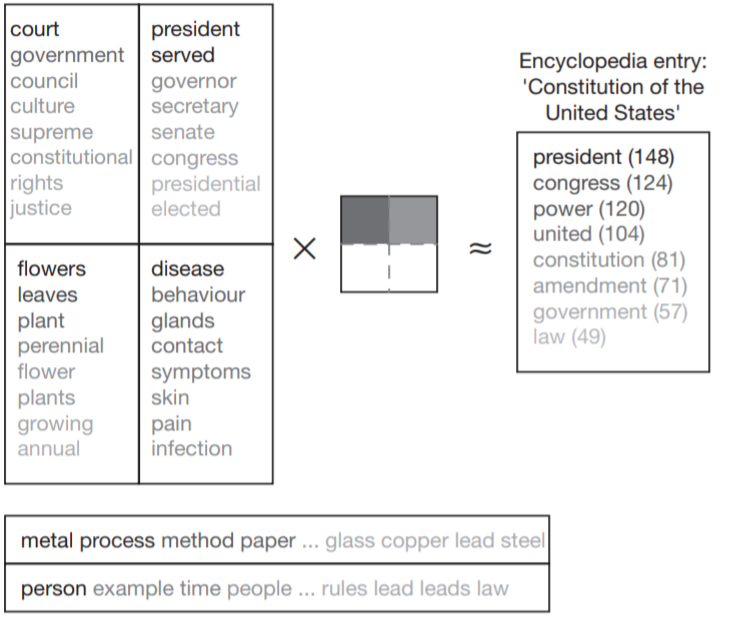 court
government
council
culture
supreme
constitutional
rights
justice
president
served
governor
secretary
senate
congress
presidential
elected
flowers
leaves
plant
perennial
flower
plants
growing
annual
disease
behaviour
glands
contact
symptoms
skin
pain
infection
×
≈
Encyclopedia entry:
'Constitution of the
United States'
president (148)
congress (124)
power (120)
united (104)
constitution (81)
amendment (71)
government (57)
law (49)
metal process method paper ... glass copper lead steel
person example time people ... rules lead leads law